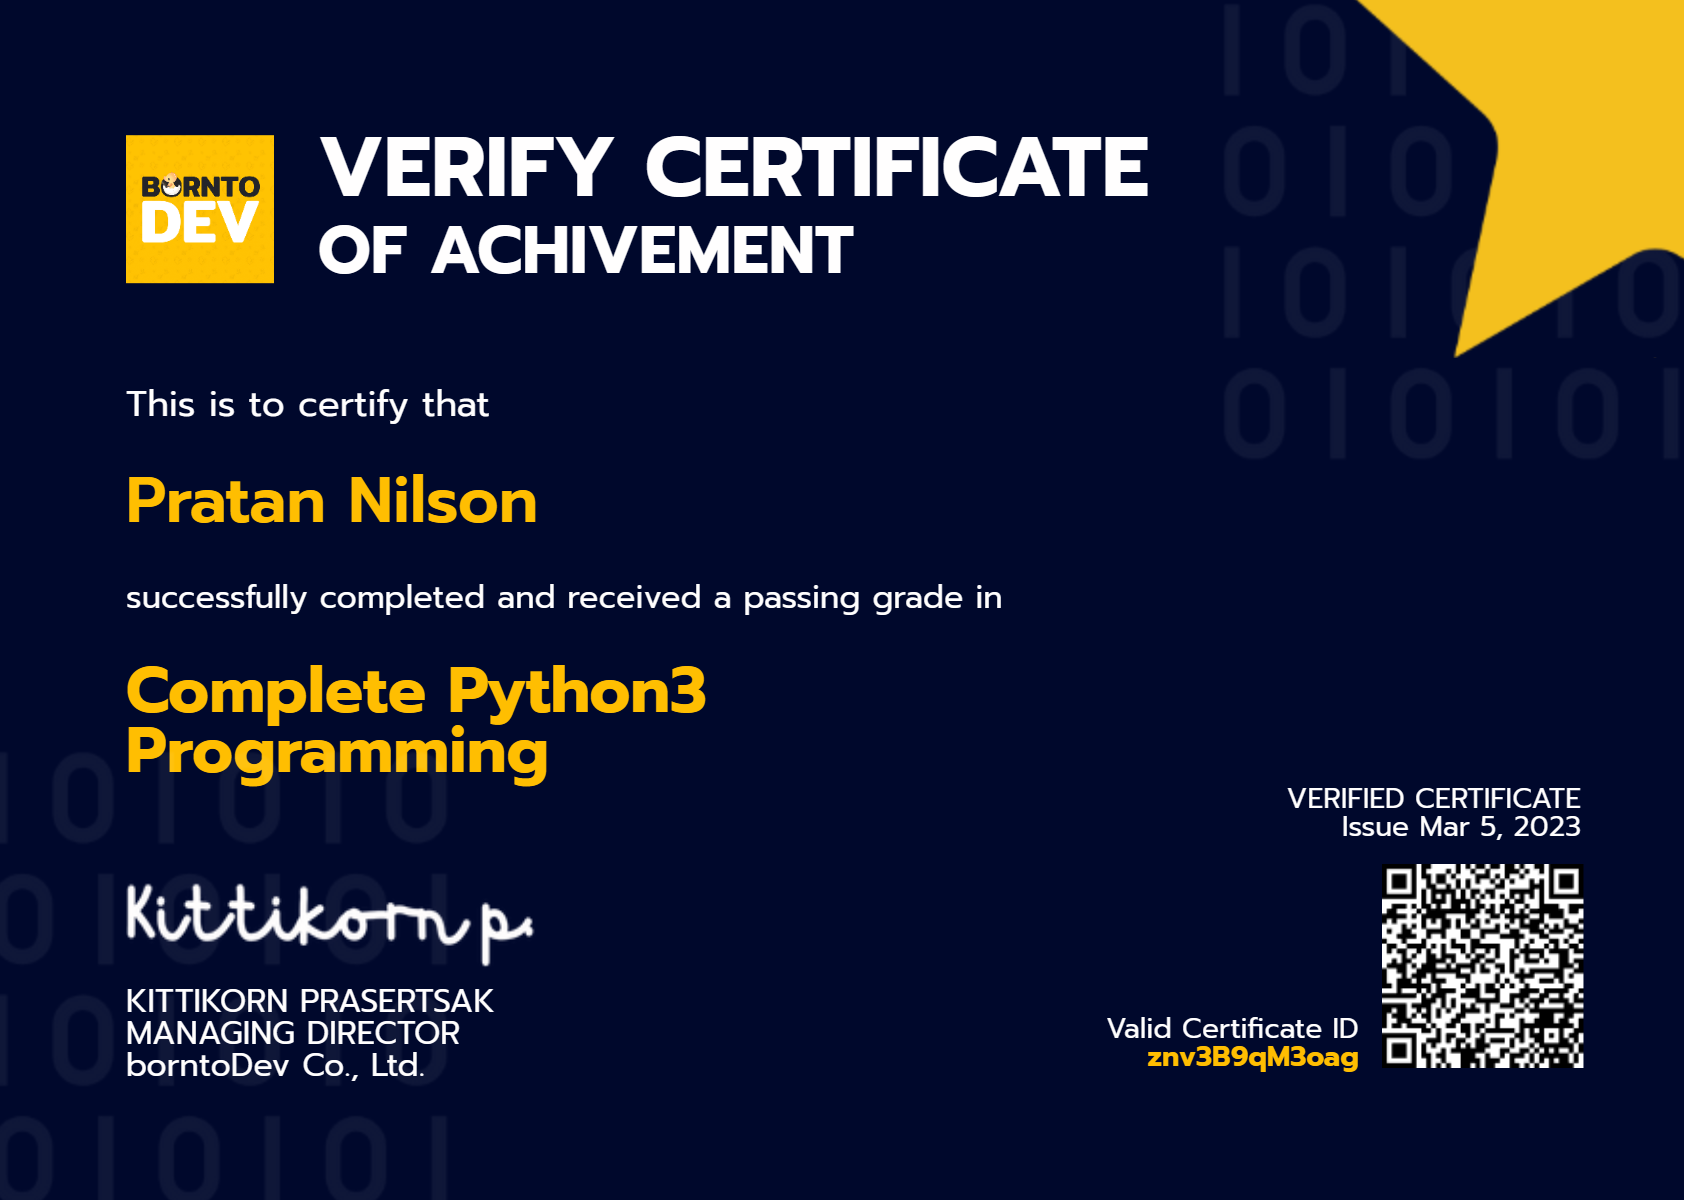 BORNTO
DEV
VERIFY CERTIFICATE
OF ACHIVEMENT
This is to certify that
Pratan Nilson
successfully completed and received a passing grade in
Complete Python3
Programming
Kittikorn p.
KITTIKORN PRASERTSAK
MANAGING DIRECTOR
borntoDev Co., Ltd.
VERIFIED CERTIFICATE
Issue Mar 5, 2023
Valid Certificate ID
znv3B9qM3oag